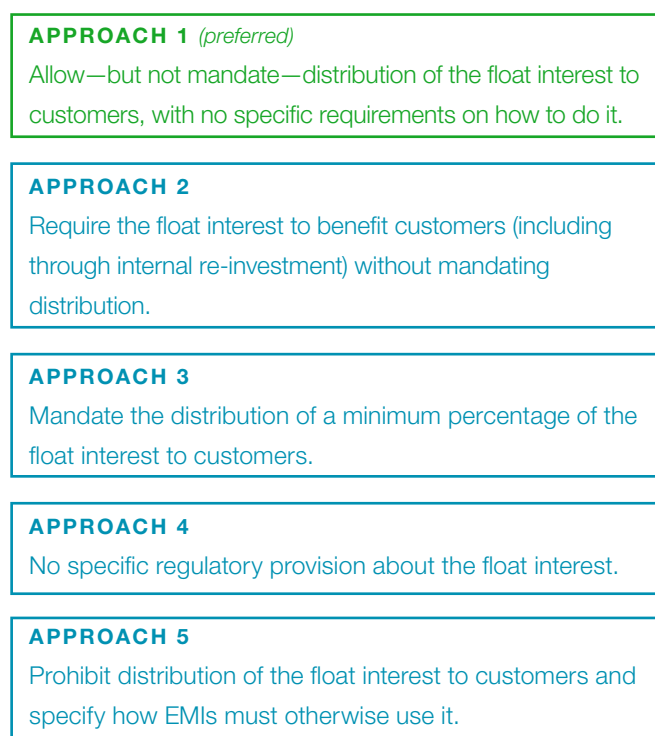 APPROACH 1 (preferred)
Allow—but not mandate—distribution of the float interest to
customers, with no specific requirements on how to do it.
APPROACH 2
Require the float interest to benefit customers (including
through internal re-investment) without mandating
distribution.
APPROACH 3
Mandate the distribution of a minimum percentage of the
float interest to customers.
APPROACH 4
No specific regulatory provision about the float interest.
APPROACH 5
Prohibit distribution of the float interest to customers and
specify how EMIs must otherwise use it.